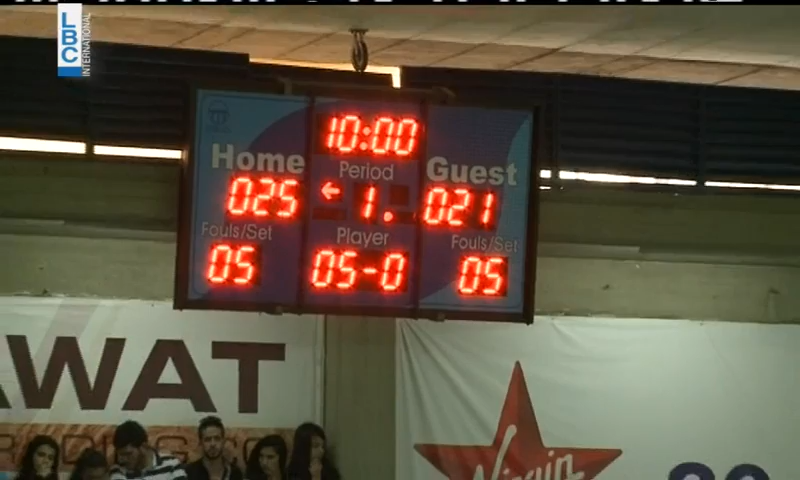 LBC
INTERNATIONAL
10:00
Home
Period
Guest
025
1.
021
Fouls/Set
Player
Fouls/Set
05
05-0
05
AWAT
Virgin